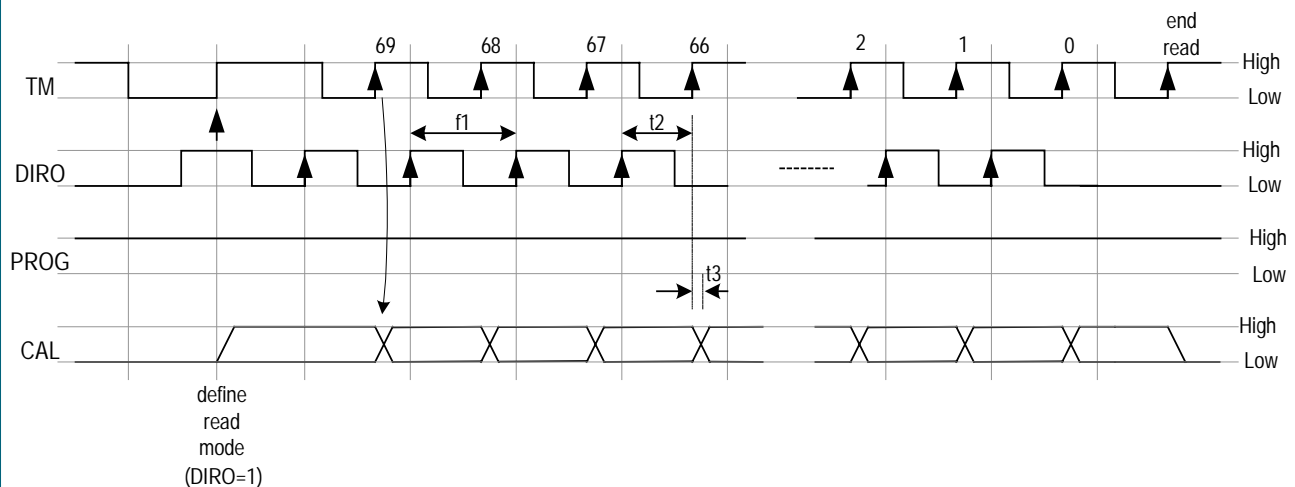 end
read
69 68 67 66 2 1 0
TM
High
Low
f1 t2
DIRO
High
Low
PROG
High
Low
t3
CAL
High
Low
define
read
mode
(DIRO=1)